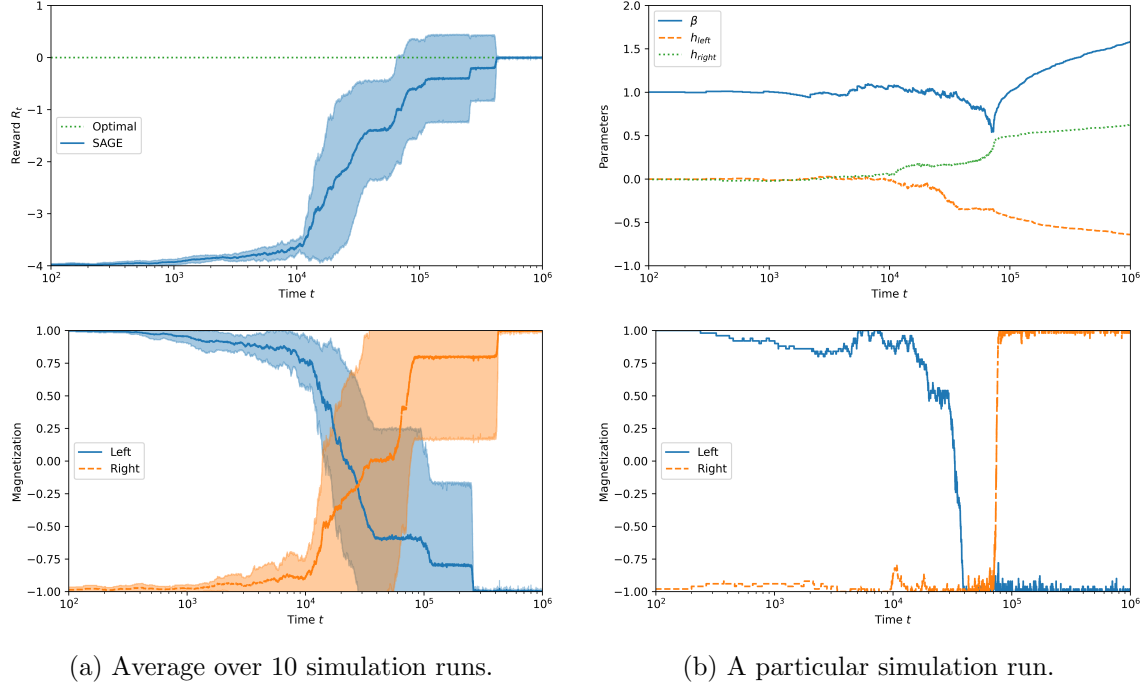 1
0
−1
−2
−3
−4
Reward R_t
Optimal
SAGE
10^2 10^3 10^4 10^5 10^6
Time t
2.0
1.5
1.0
0.5
0.0
−0.5
−1.0
Parameters
β
h_left
h_right
10^2 10^3 10^4 10^5 10^6
Time t
1.00
0.75
0.50
0.25
0.00
−0.25
−0.50
−0.75
−1.00
Magnetization
Left
Right
10^2 10^3 10^4 10^5 10^6
Time t
1.00
0.75
0.50
0.25
0.00
−0.25
−0.50
−0.75
−1.00
Magnetization
Left
Right
10^2 10^3 10^4 10^5 10^6
Time t
(a) Average over 10 simulation runs.
(b) A particular simulation run.